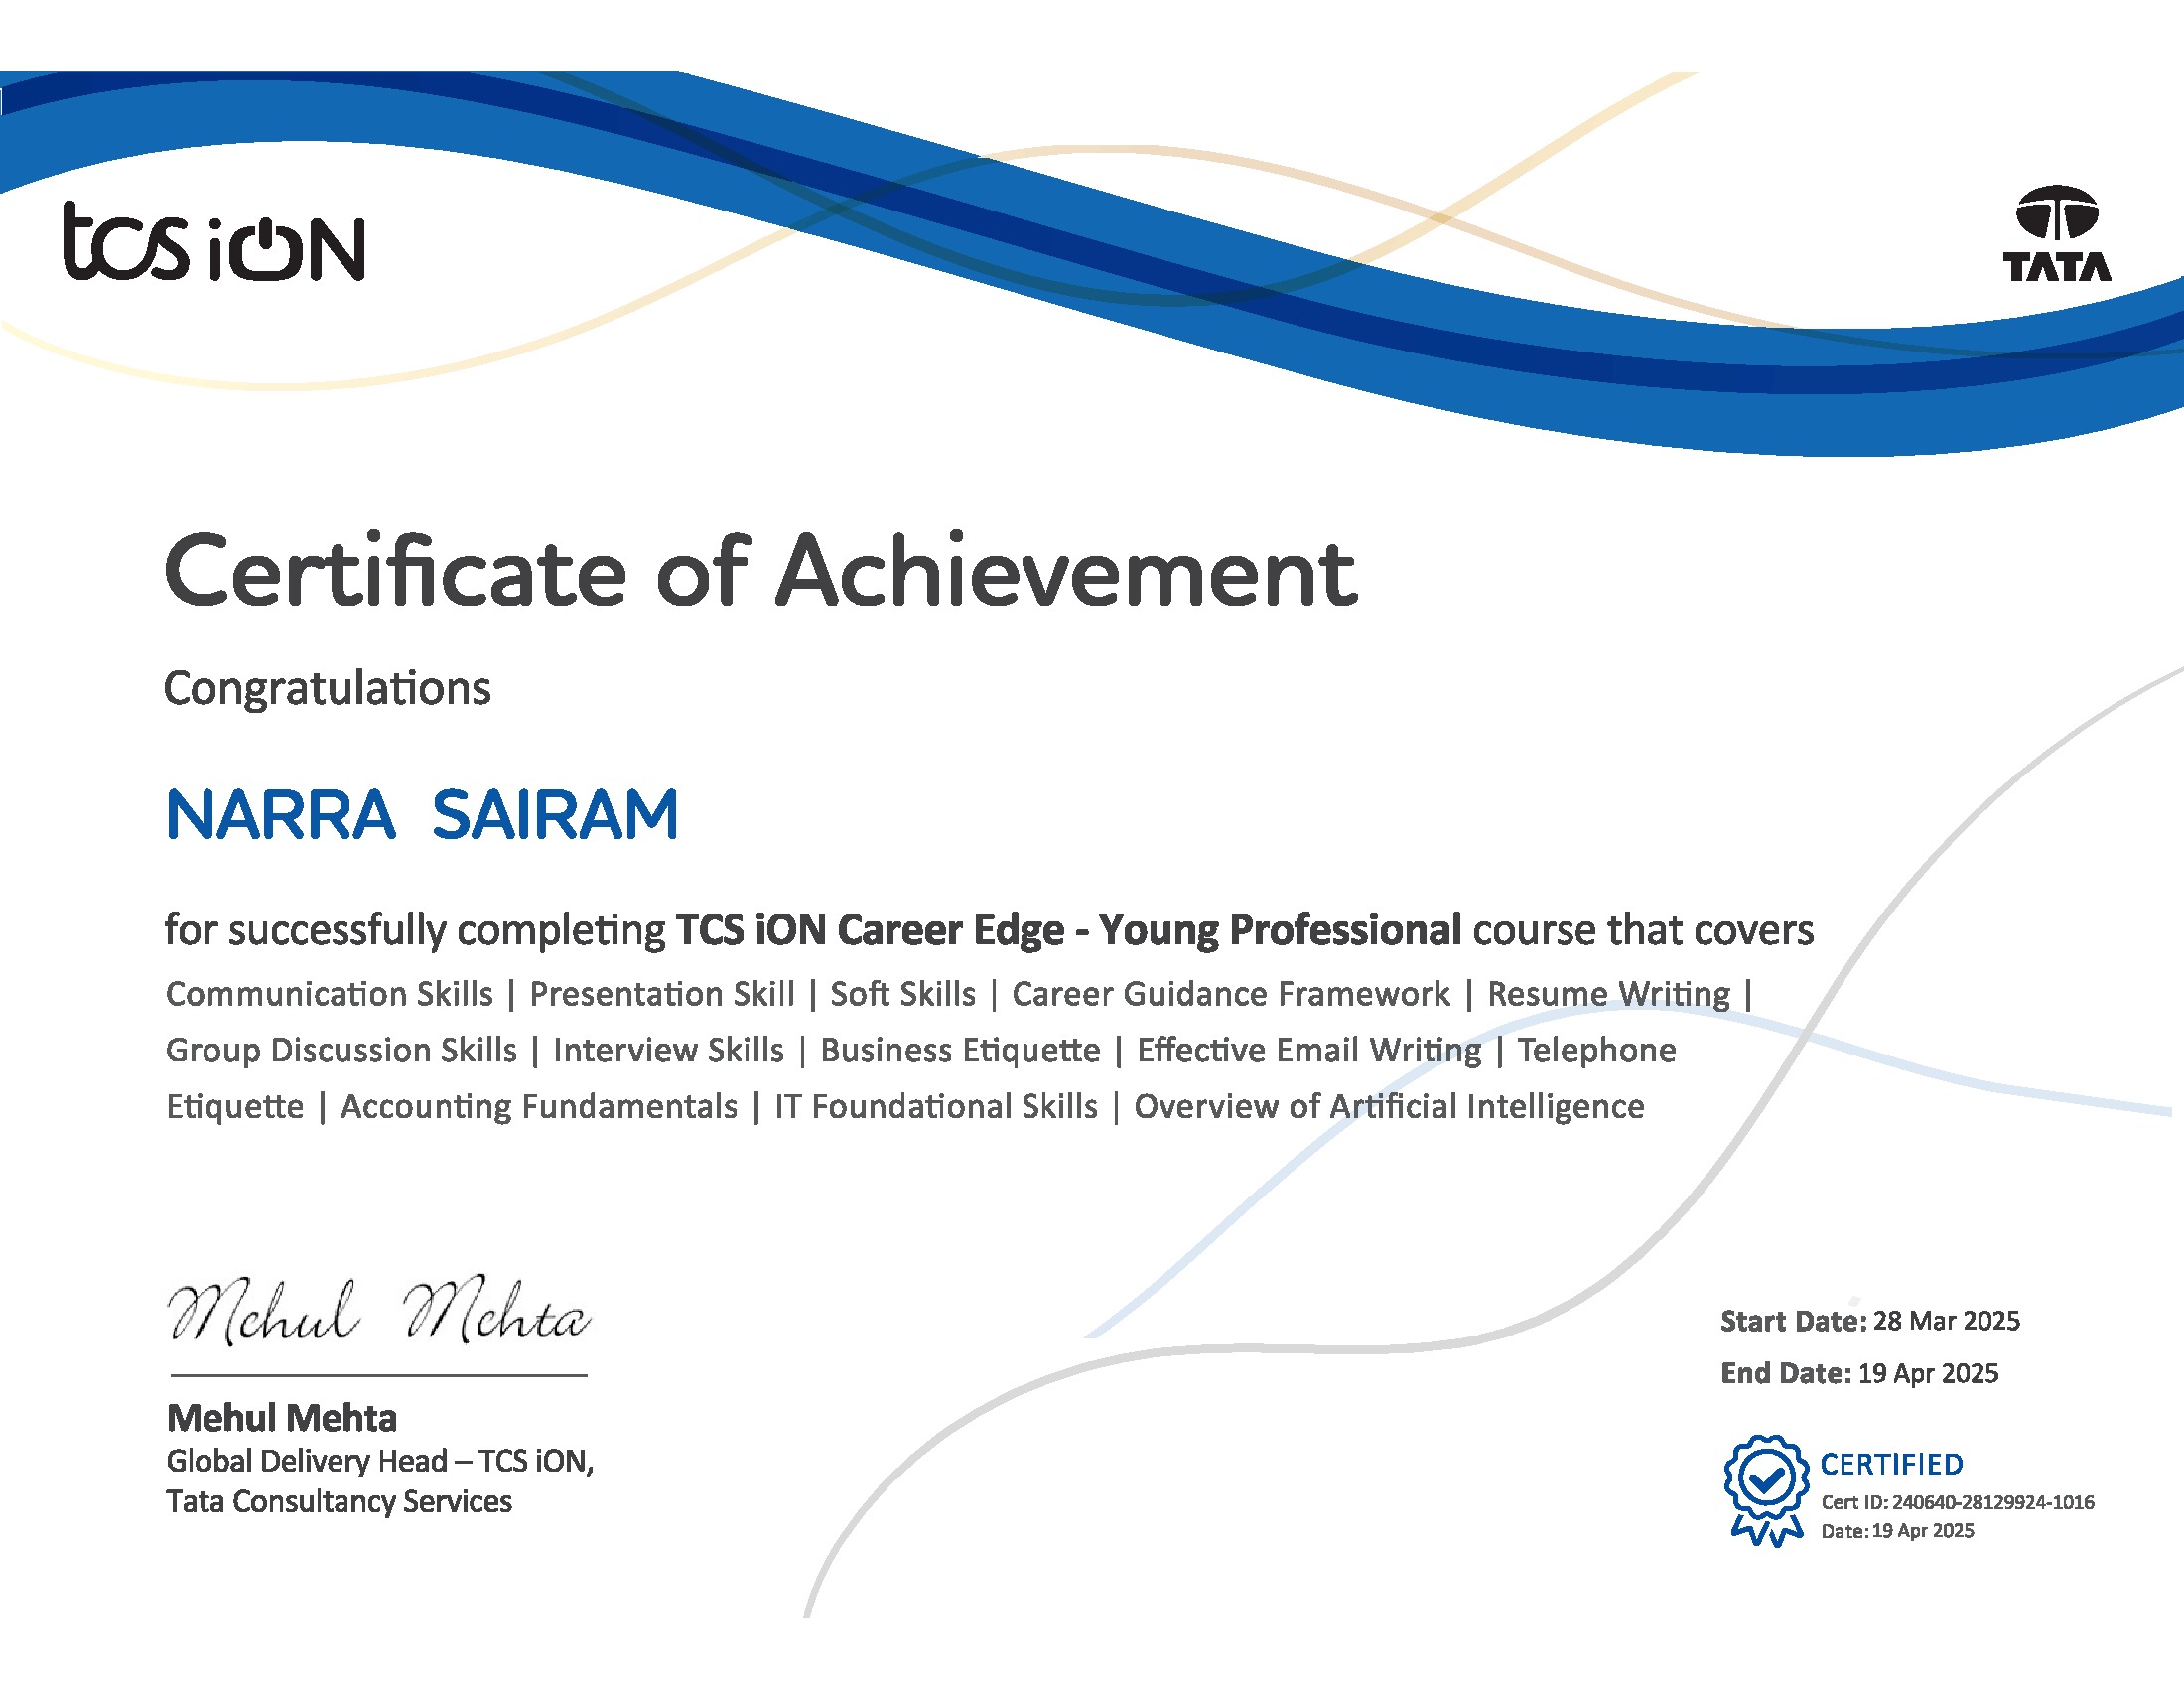 tcs iON
TATA
Certificate of Achievement
Congratulations
NARRA SAIRAM
for successfully completing TCS iON Career Edge - Young Professional course that covers
Communication Skills | Presentation Skill | Soft Skills | Career Guidance Framework | Resume Writing |
Group Discussion Skills | Interview Skills | Business Etiquette | Effective Email Writing | Telephone
Etiquette | Accounting Fundamentals | IT Foundational Skills | Overview of Artificial Intelligence
Mehul Mehta
Mehul Mehta
Global Delivery Head – TCS iON,
Tata Consultancy Services
Start Date: 28 Mar 2025
End Date: 19 Apr 2025
CERTIFIED
Cert ID: 240640-28129924-1016
Date: 19 Apr 2025